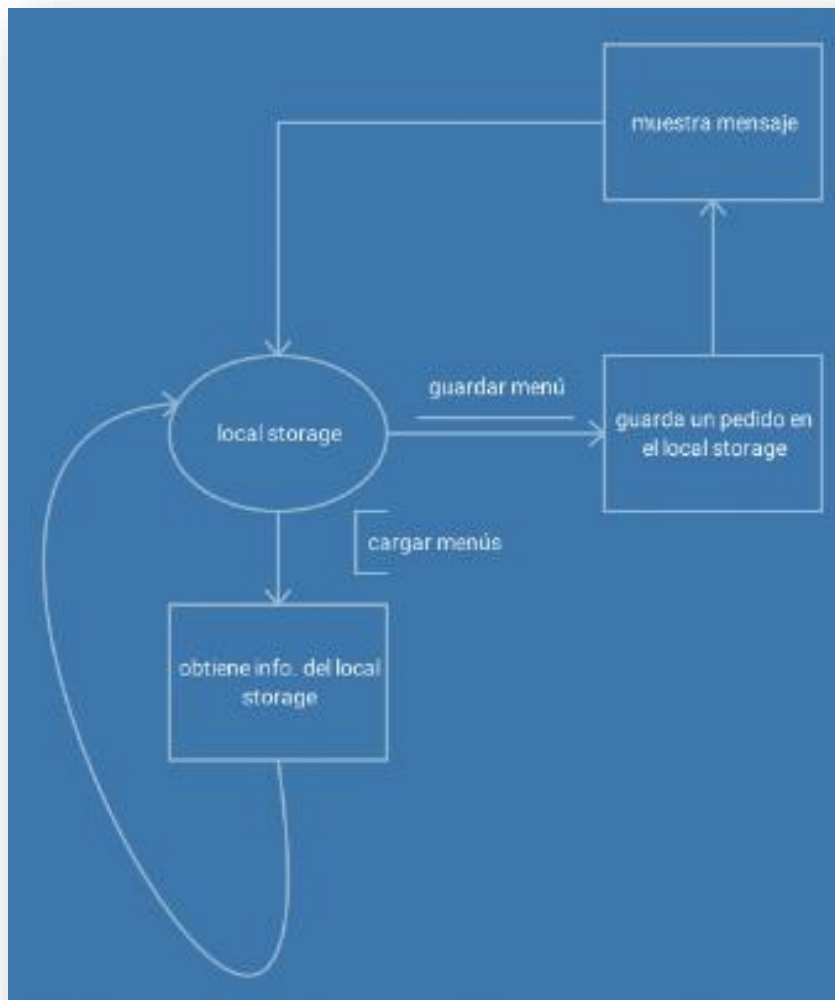 muestra mensaje
guardar menú
guarda un pedido en
el local storage
local storage
cargar menús
obtiene info. del local
storage